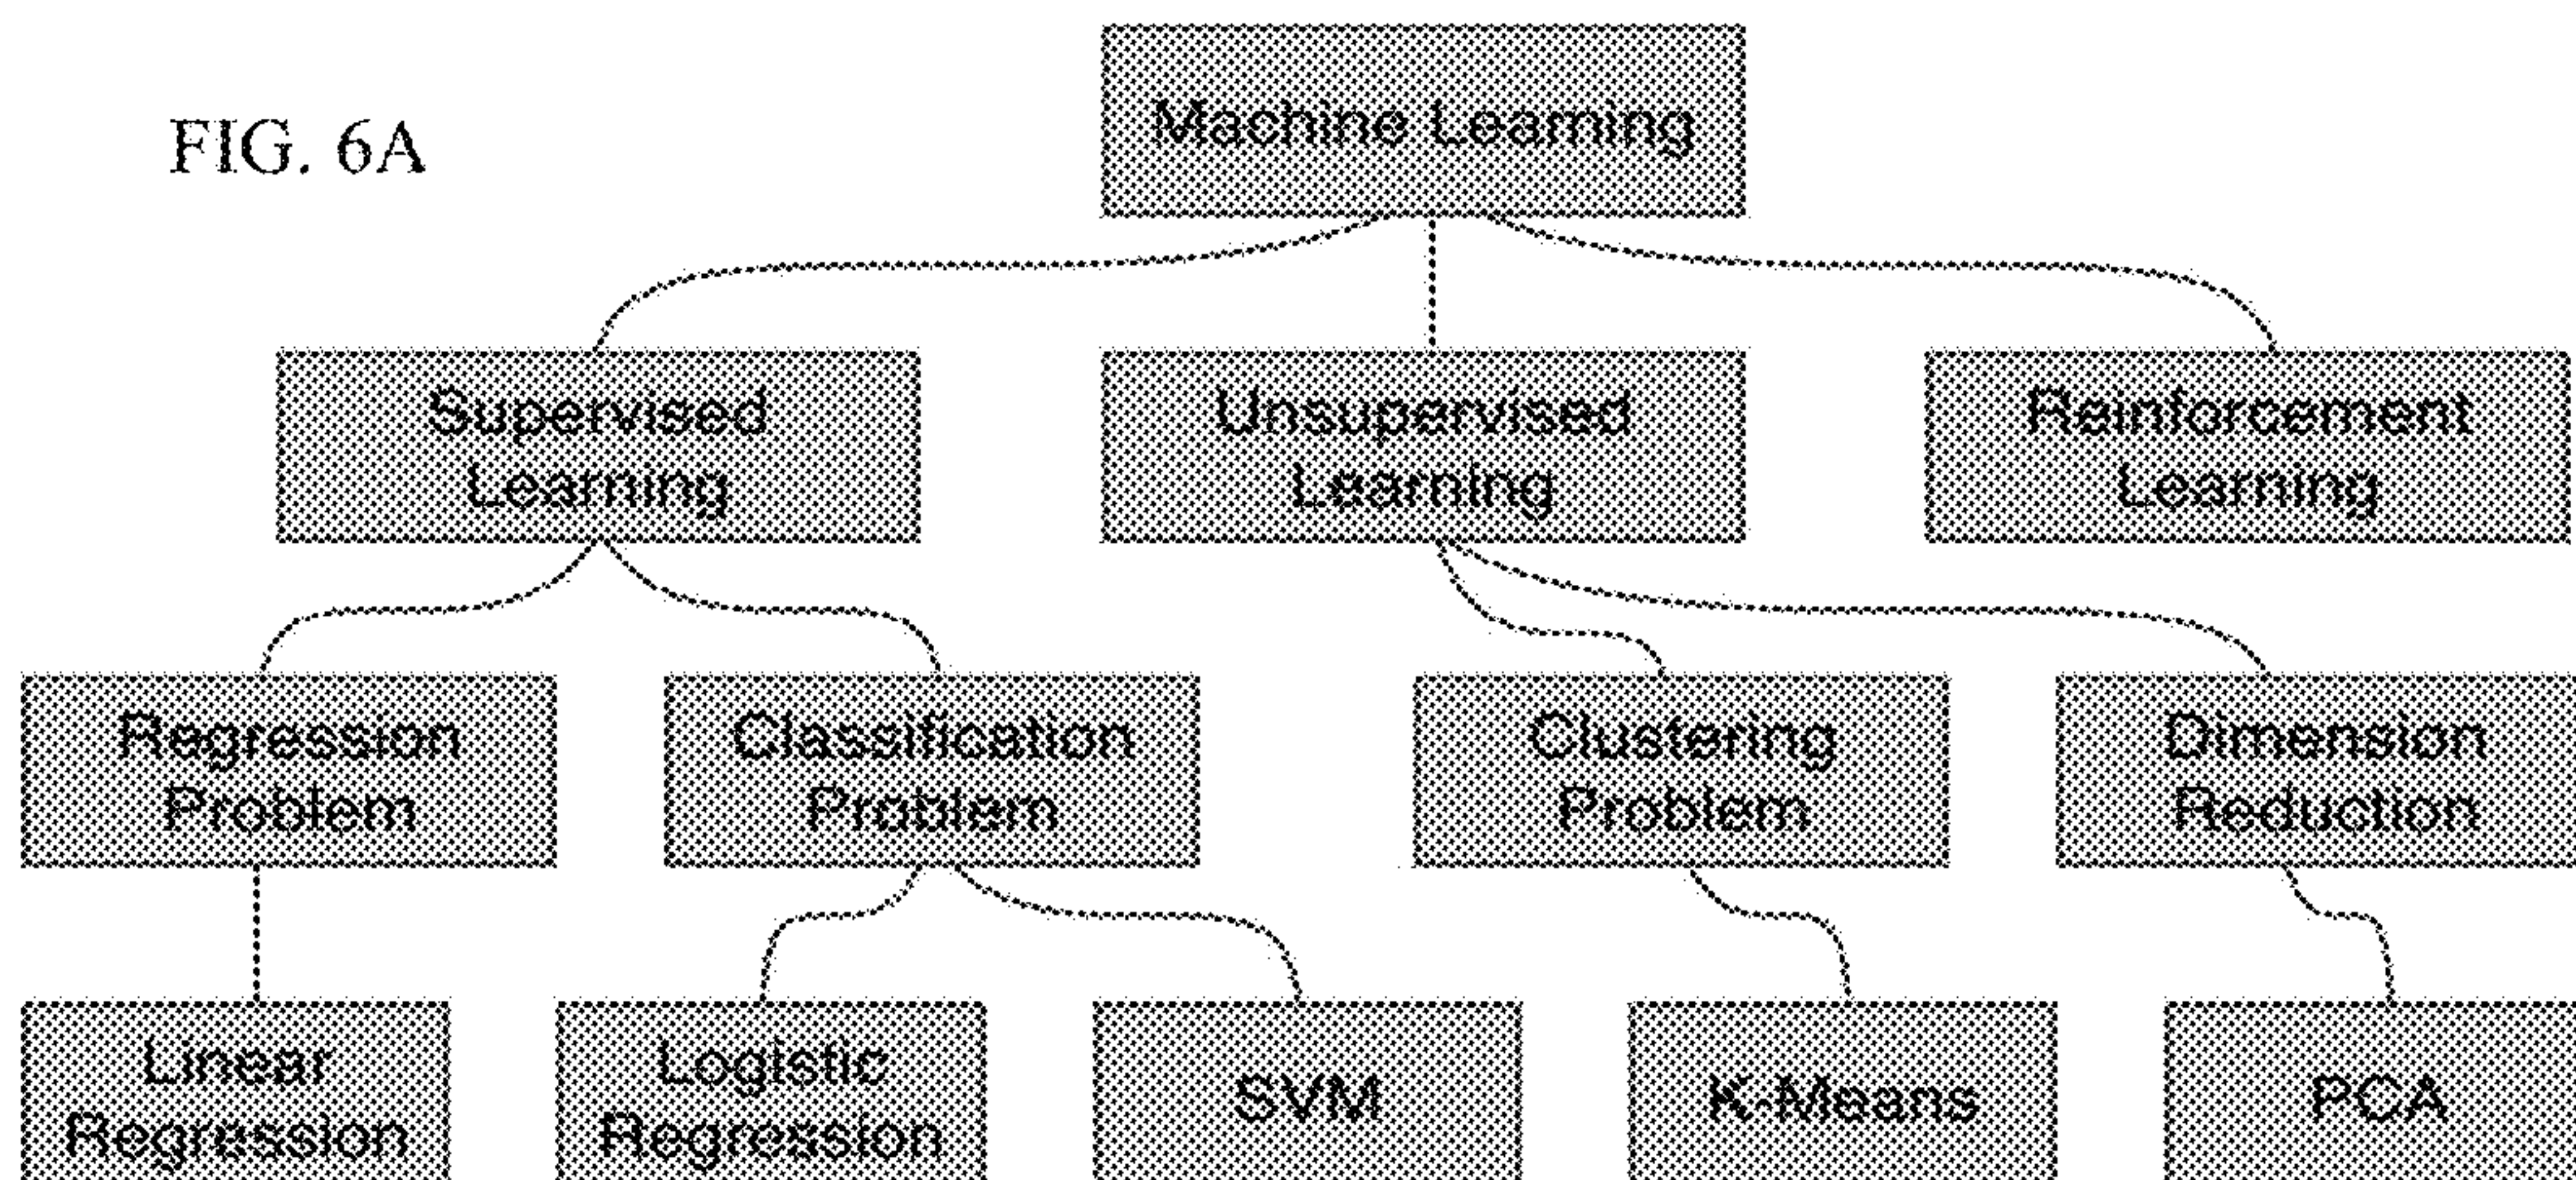 FIG. 6A
Machine Learning
Supervised
Learning
Unsupervised
Learning
Reinforcement
Learning
Regression
Problem
Classification
Problem
Clustering
Problem
Dimension
Reduction
Linear
Regression
Logistic
Regression
SVM
K-Means
PCA